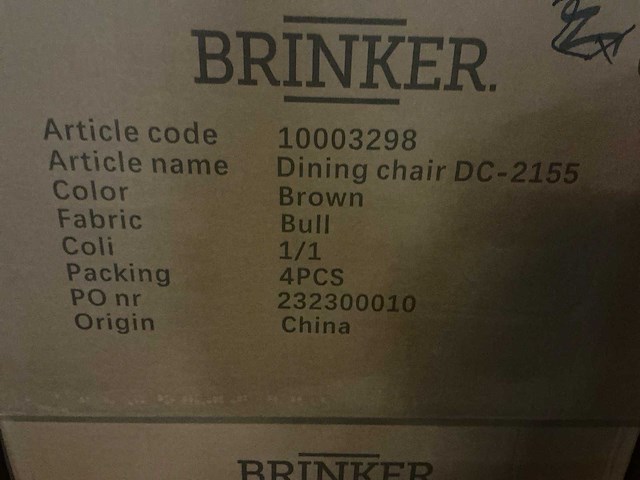 BRINKER.
Article code 10003298
Article name Dining chair DC-2155
Color Brown
Fabric Bull
Coli 1/1
Packing 4PCS
PO nr 232300010
Origin China
BRINKER